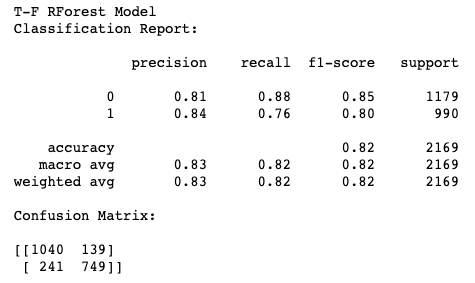 T-F RForest Model
Classification Report:
precision recall f1-score support
0 0.81 0.88 0.85 1179
1 0.84 0.76 0.80 990
accuracy 0.82 2169
macro avg 0.83 0.82 0.82 2169
weighted avg 0.83 0.82 0.82 2169
Confusion Matrix:
[[1040 139]
[ 241 749]]